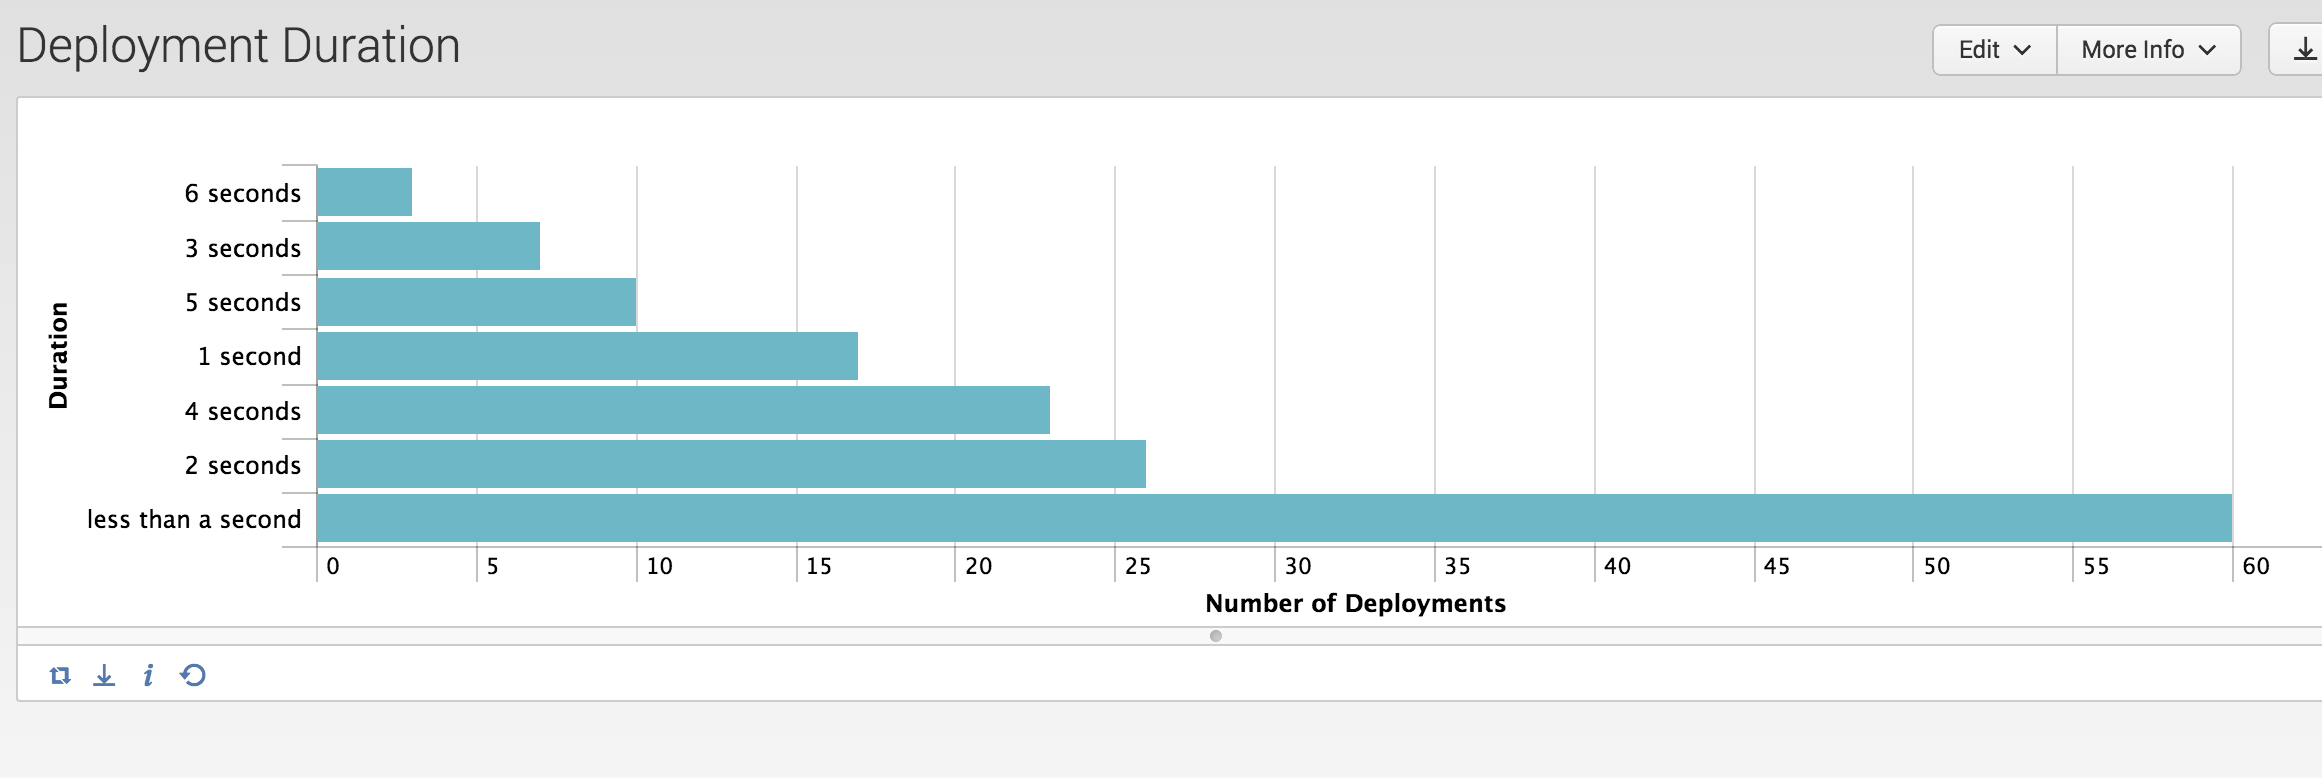 Deployment Duration
Edit
More Info
6 seconds
3 seconds
5 seconds
1 second
4 seconds
2 seconds
less than a second
Duration
0 5 10 15 20 25 30 35 40 45 50 55 60
Number of Deployments